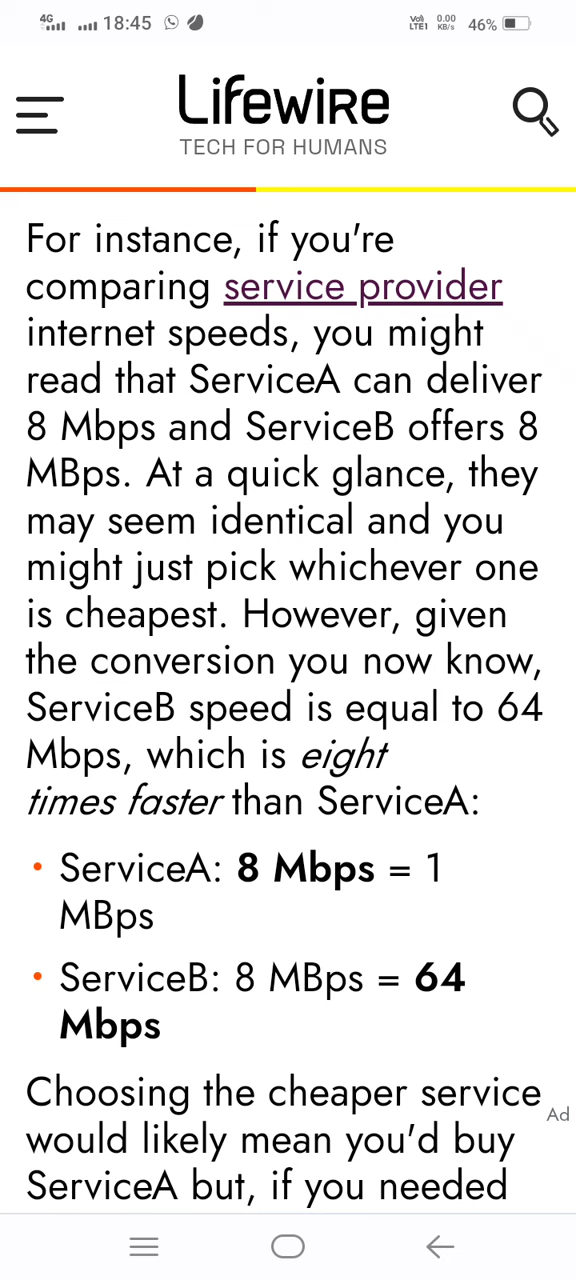 4G 18:45 Vo) LTE1 0.00 KB/s 46%
Lifewire
TECH FOR HUMANS
For instance, if you're
comparing service provider
internet speeds, you might
read that ServiceA can deliver
8 Mbps and ServiceB offers 8
MBps. At a quick glance, they
may seem identical and you
might just pick whichever one
is cheapest. However, given
the conversion you now know,
ServiceB speed is equal to 64
Mbps, which is eight
times faster than ServiceA:
• ServiceA: 8 Mbps = 1
MBps
• ServiceB: 8 MBps = 64
Mbps
Choosing the cheaper service
Ad
would likely mean you'd buy
ServiceA but, if you needed